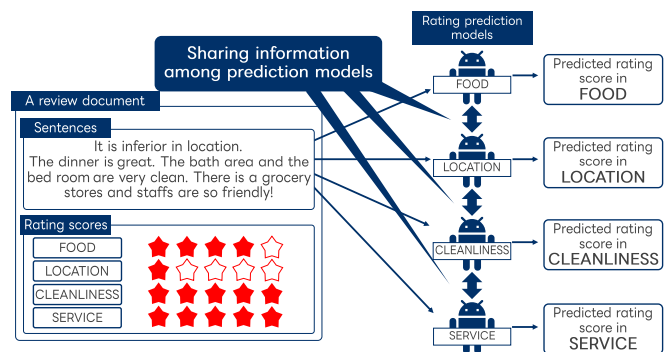 Rating prediction
models
Sharing information
among prediction models
A review document
Sentences
It is inferior in location.
The dinner is great. The bath area and the
bed room are very clean. There is a grocery
stores and staffs are so friendly!
Rating scores
FOOD
LOCATION
CLEANLINESS
SERVICE
FOOD
LOCATION
CLEANLINESS
SERVICE
Predicted rating
score in
FOOD
Predicted rating
score in
LOCATION
Predicted rating
score in
CLEANLINESS
Predicted rating
score in
SERVICE